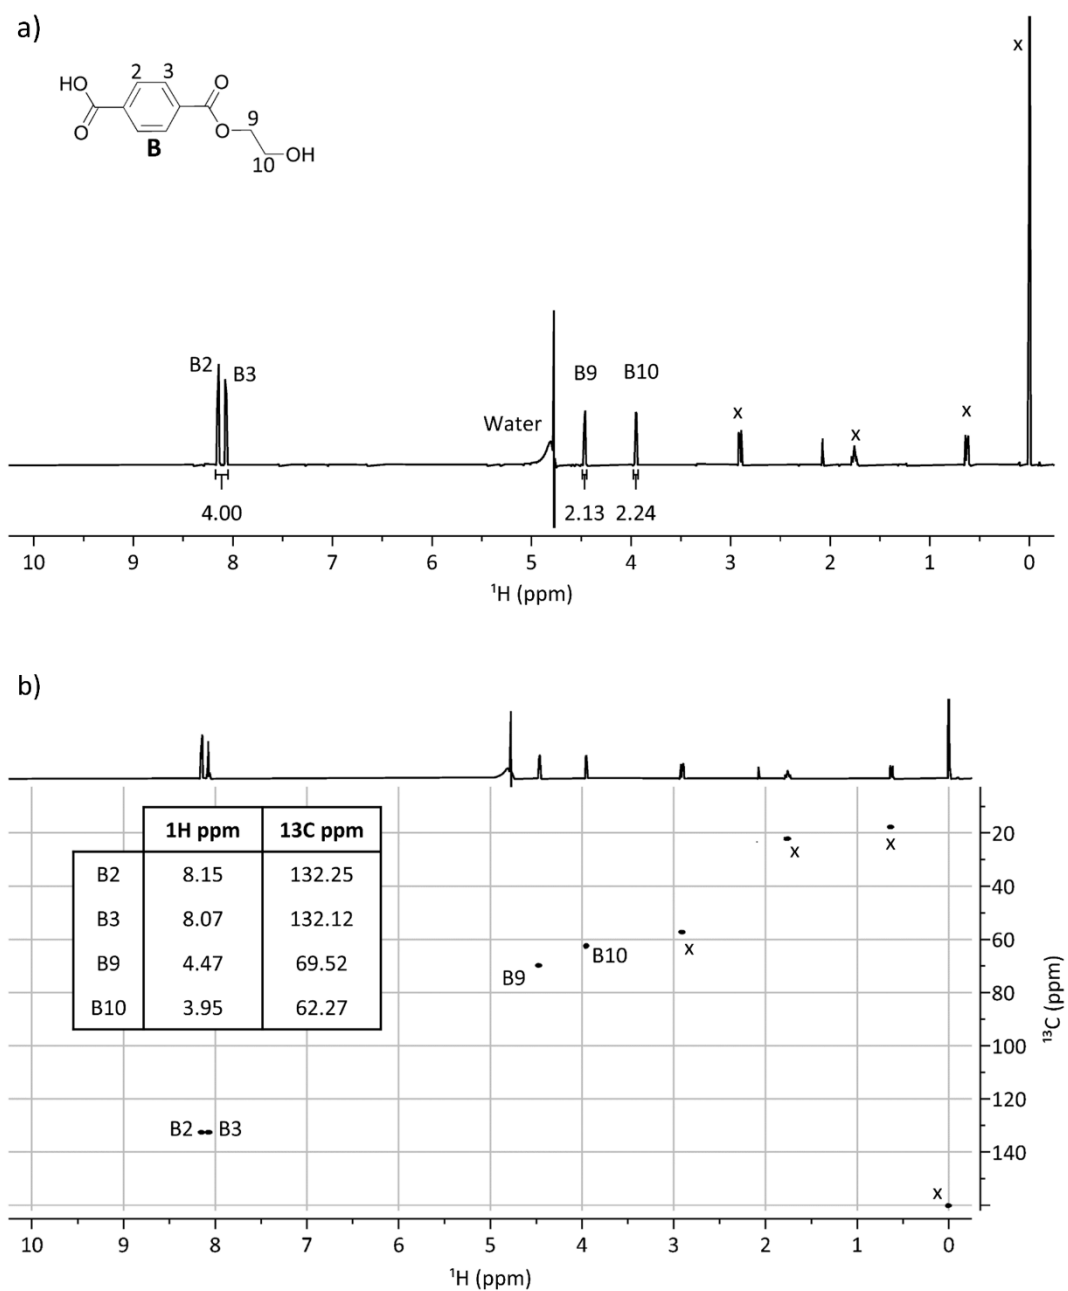 a)
2 3
HO
O
O
O
9
10
OH
B
x
B2
B3
B9
B10
Water
x
x
x
4.00
2.13
2.24
10 9 8 7 6 5 4 3 2 1 0
¹H (ppm)
b)
1H ppm 13C ppm
B2 8.15 132.25
B3 8.07 132.12
B9 4.47 69.52
B10 3.95 62.27
x
x
B10
x
B9
B2 B3
x
20
40
60
80
100
120
140
¹³C (ppm)
10 9 8 7 6 5 4 3 2 1 0
¹H (ppm)